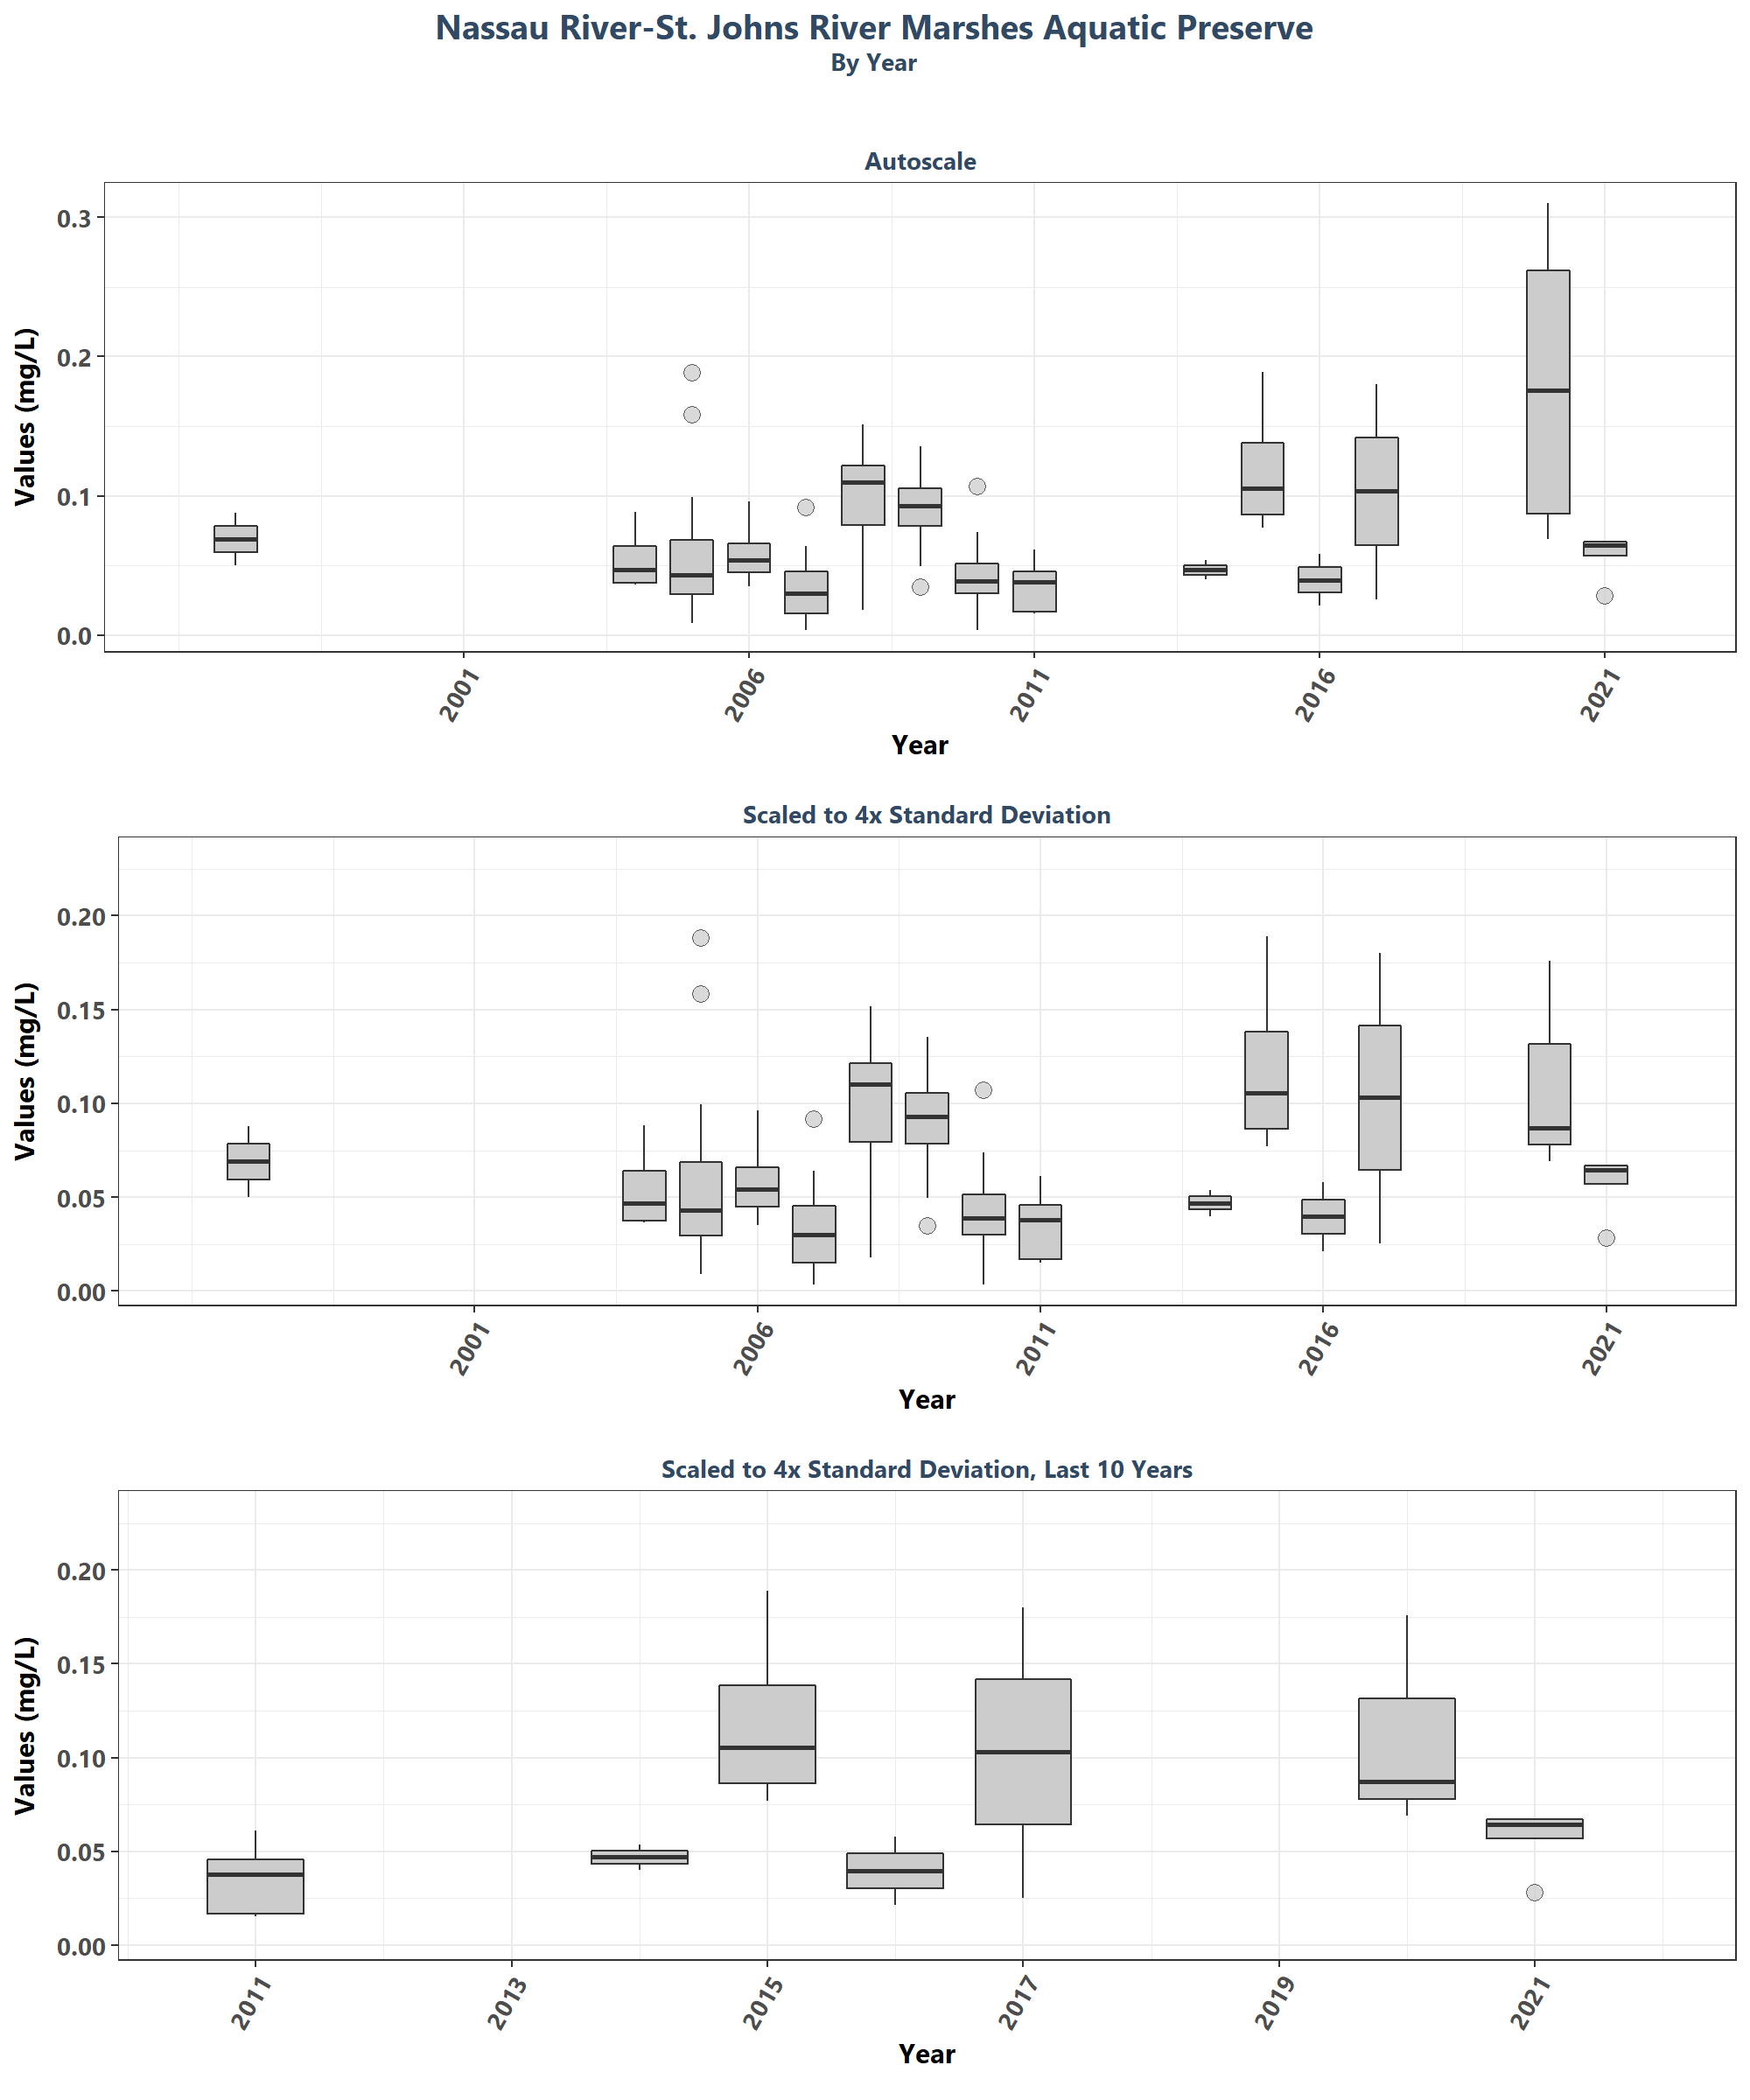 Nassau River-St. Johns River Marshes Aquatic Preserve
By Year
Autoscale
Values (mg/L)
0.3
0.2
0.1
0.0
2001 2006 2011 2016 2021
Year
Scaled to 4x Standard Deviation
Values (mg/L)
0.20
0.15
0.10
0.05
0.00
2001 2006 2011 2016 2021
Year
Scaled to 4x Standard Deviation, Last 10 Years
Values (mg/L)
0.20
0.15
0.10
0.05
0.00
2011 2013 2015 2017 2019 2021
Year